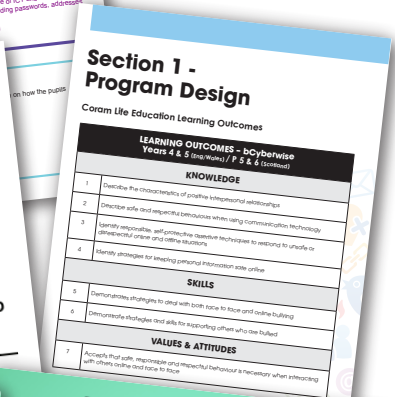 ding passwords, addresses
on how the pupils
Section 1 -
Program Design
Coram Life Education Learning Outcomes
LEARNING OUTCOMES – bCyberwise
Years 4 & 5 (Eng/Wales) / P 5 & 6 (Scotland)
KNOWLEDGE
1 Describe the characteristics of positive interpersonal relationships
2 Describe safe and respectful behaviours when using communication technology
3 Identify responsible, self-protective assertive techniques to respond to unsafe or
disrespectful online and offline situations
4 Identify strategies for keeping personal information safe online
SKILLS
5 Demonstrates strategies to deal with both face to face and online bullying
6 Demonstrate strategies and skills for supporting others who are bullied
VALUES & ATTITUDES
7 Accepts that safe, responsible and respectful behaviour is necessary when interacting
with others online and face to face